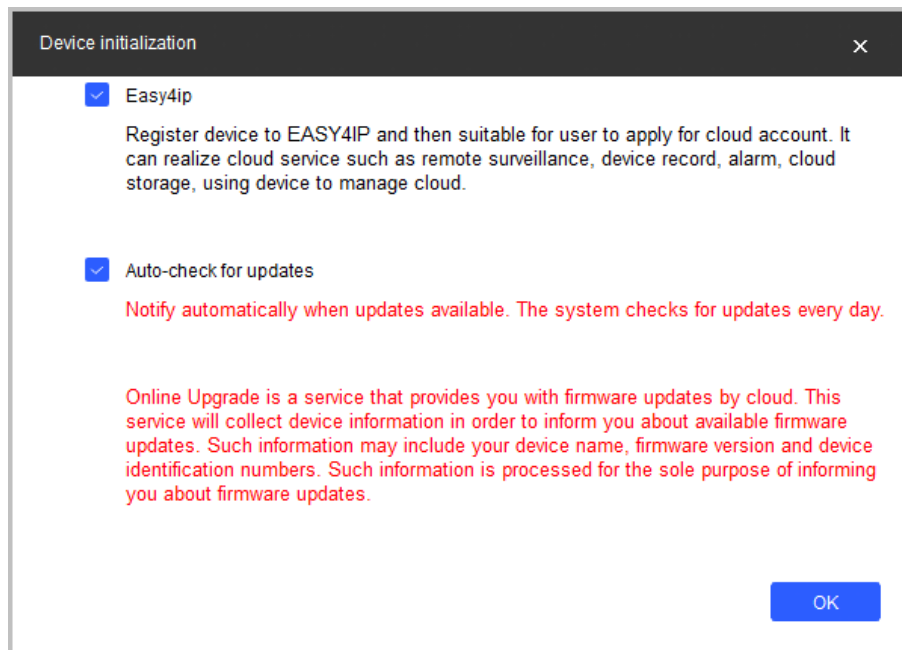 Device initialization
Easy4ip
Register device to EASY4IP and then suitable for user to apply for cloud account. It
can realize cloud service such as remote surveillance, device record, alarm, cloud
storage, using device to manage cloud.
Auto-check for updates
Notify automatically when updates available. The system checks for updates every day.
Online Upgrade is a service that provides you with firmware updates by cloud. This
service will collect device information in order to inform you about available firmware
updates. Such information may include your device name, firmware version and device
identification numbers. Such information is processed for the sole purpose of informing
you about firmware updates.
OK